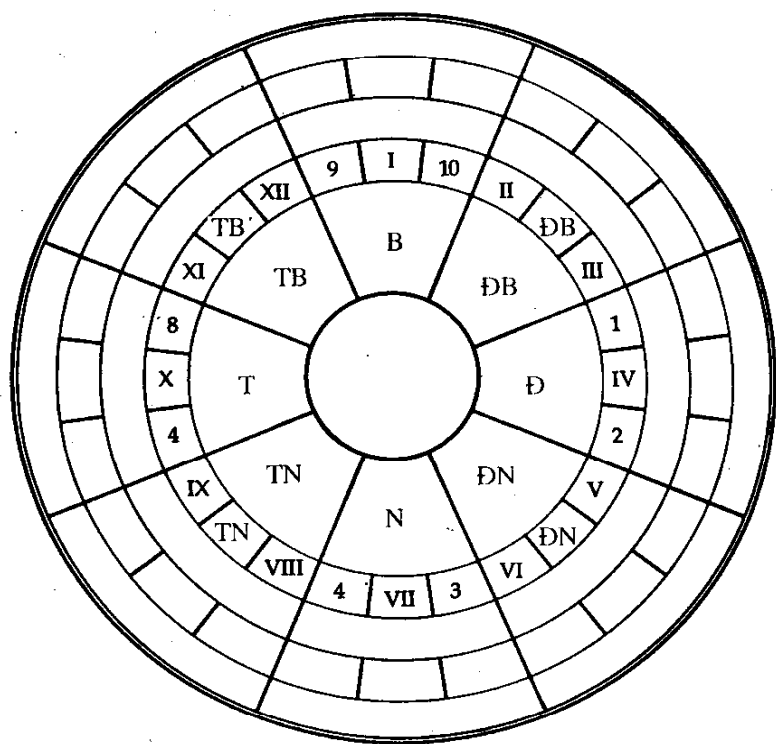 9 I 10
XII II
TB ĐB
XI III
B
TB ĐB
8 1
X T Đ IV
4 2
TN ĐN
IX V
N
TN ĐN
VIII VI
4 VII 3